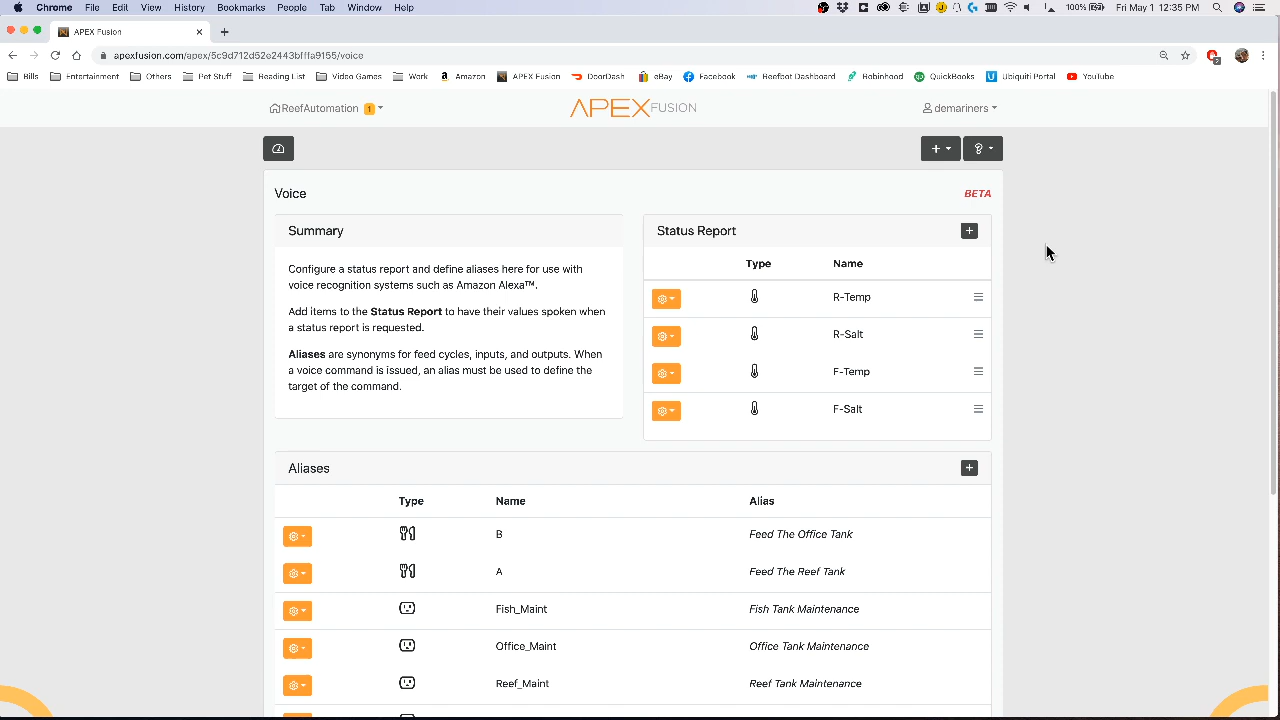 Chrome File Edit View History Bookmarks People Tab Window Help 100% Fri May 1 12:35 PM
APEX Fusion
apexfusion.com/apex/5c9d712d52e2443bfffa9155/voice
Bills Entertainment Others Pet Stuff Reading List Video Games Work Amazon APEX Fusion DoorDash eBay Facebook Reefbot Dashboard Robinhood QuickBooks Ubiquiti Portal YouTube
ReefAutomation 1 APEX FUSION demariners
Voice BETA
Summary
Configure a status report and define aliases here for use with
voice recognition systems such as Amazon Alexa™.
Add items to the Status Report to have their values spoken when
a status report is requested.
Aliases are synonyms for feed cycles, inputs, and outputs. When
a voice command is issued, an alias must be used to define the
target of the command.
Status Report
Type Name
R-Temp
R-Salt
F-Temp
F-Salt
Aliases
Type Name Alias
B Feed The Office Tank
A Feed The Reef Tank
Fish_Maint Fish Tank Maintenance
Office_Maint Office Tank Maintenance
Reef_Maint Reef Tank Maintenance